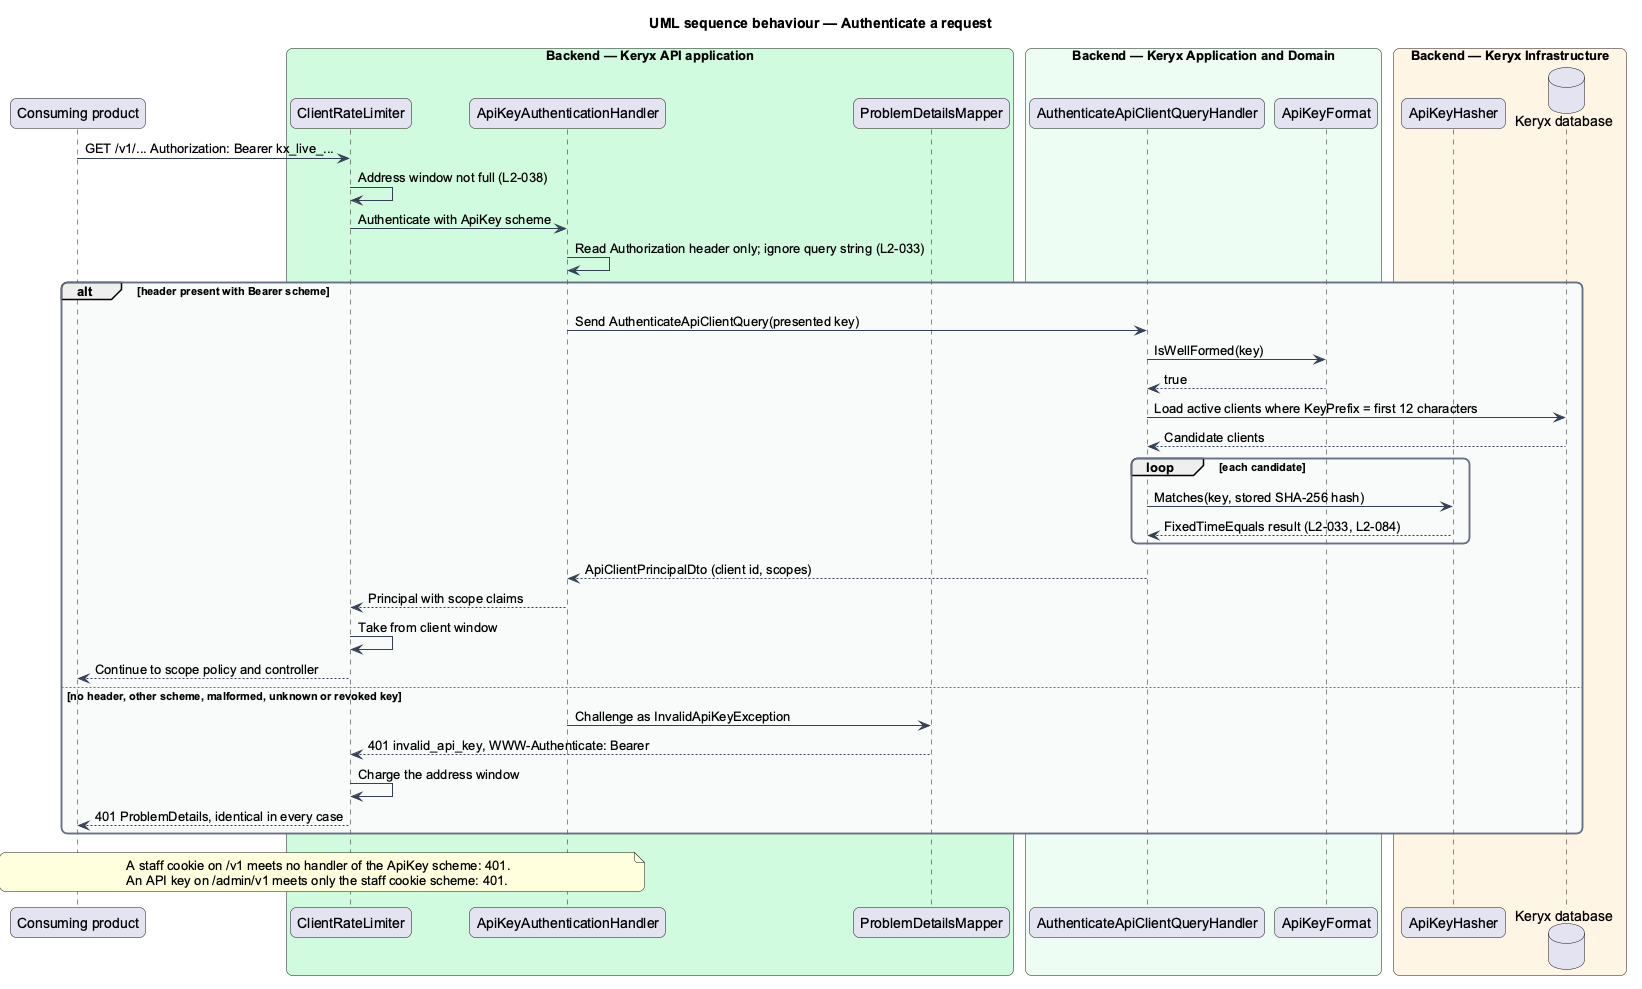 UML sequence behaviour — Authenticate a request
Backend — Keryx API application
Backend — Keryx Application and Domain
Backend — Keryx Infrastructure
Consuming product
ClientRateLimiter
ApiKeyAuthenticationHandler
ProblemDetailsMapper
AuthenticateApiClientQueryHandler
ApiKeyFormat
ApiKeyHasher
Keryx database
GET /v1/... Authorization: Bearer kx_live_...
Address window not full (L2-038)
Authenticate with ApiKey scheme
Read Authorization header only; ignore query string (L2-033)
alt
[header present with Bearer scheme]
Send AuthenticateApiClientQuery(presented key)
IsWellFormed(key)
true
Load active clients where KeyPrefix = first 12 characters
Candidate clients
loop
[each candidate]
Matches(key, stored SHA-256 hash)
FixedTimeEquals result (L2-033, L2-084)
ApiClientPrincipalDto (client id, scopes)
Principal with scope claims
Take from client window
Continue to scope policy and controller
[no header, other scheme, malformed, unknown or revoked key]
Challenge as InvalidApiKeyException
401 invalid_api_key, WWW-Authenticate: Bearer
Charge the address window
401 ProblemDetails, identical in every case
A staff cookie on /v1 meets no handler of the ApiKey scheme: 401.
An API key on /admin/v1 meets only the staff cookie scheme: 401.
Consuming product
ClientRateLimiter
ApiKeyAuthenticationHandler
ProblemDetailsMapper
AuthenticateApiClientQueryHandler
ApiKeyFormat
ApiKeyHasher
Keryx database